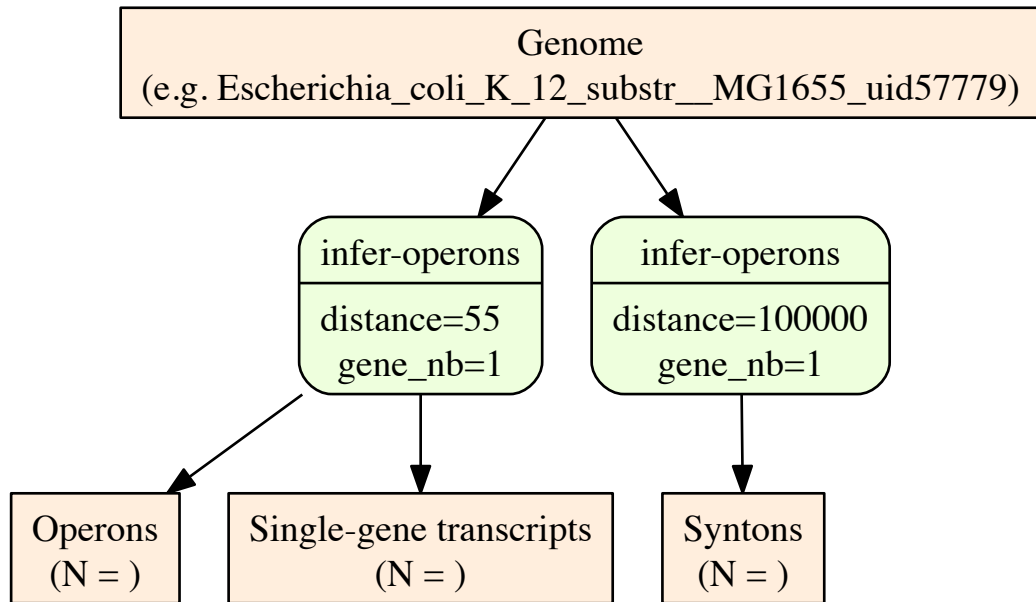 Genome
(e.g. Escherichia_coli_K_12_substr__MG1655_uid57779)
infer-operons
distance=55
gene_nb=1
infer-operons
distance=100000
gene_nb=1
Operons
(N = )
Single-gene transcripts
(N = )
Syntons
(N = )